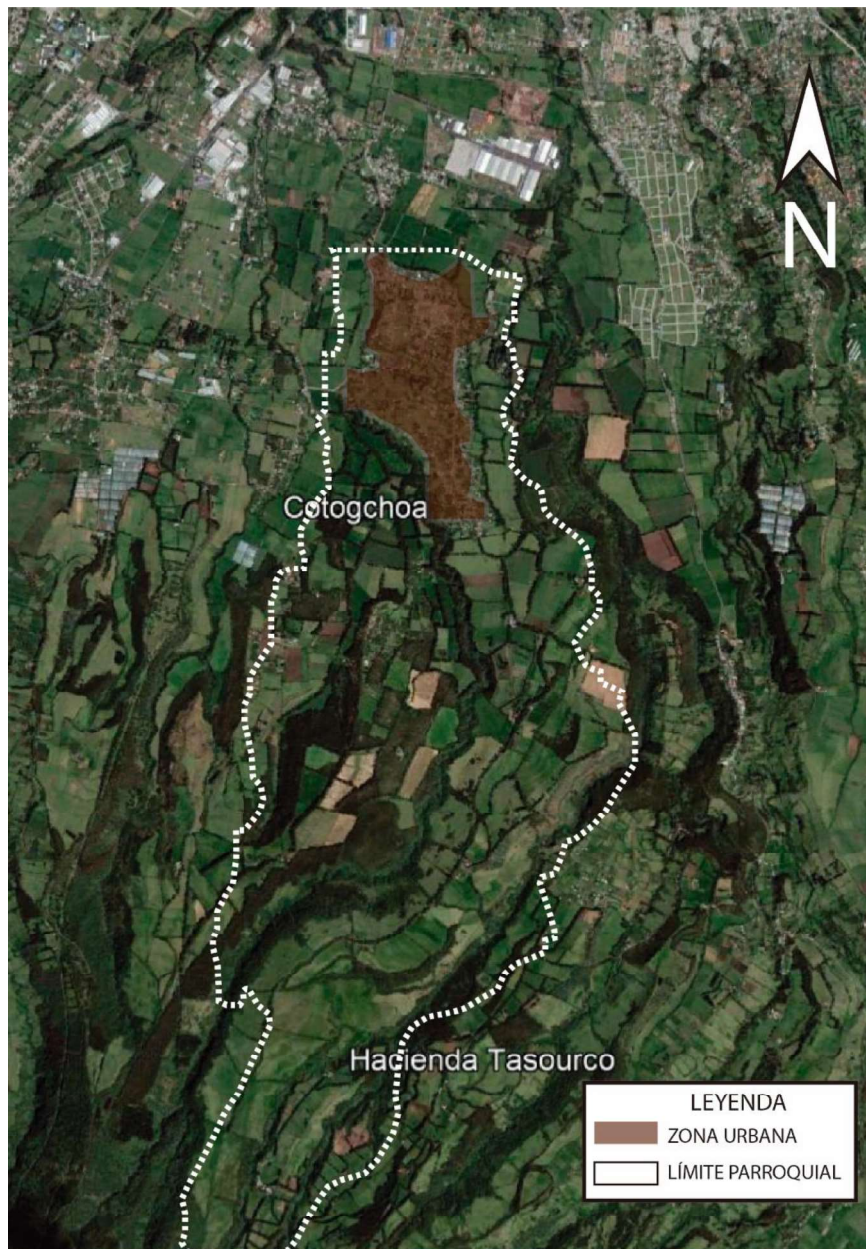 N
Cotogchoa
Hacienda Tasourco
LEYENDA
ZONA URBANA
LÍMITE PARROQUIAL